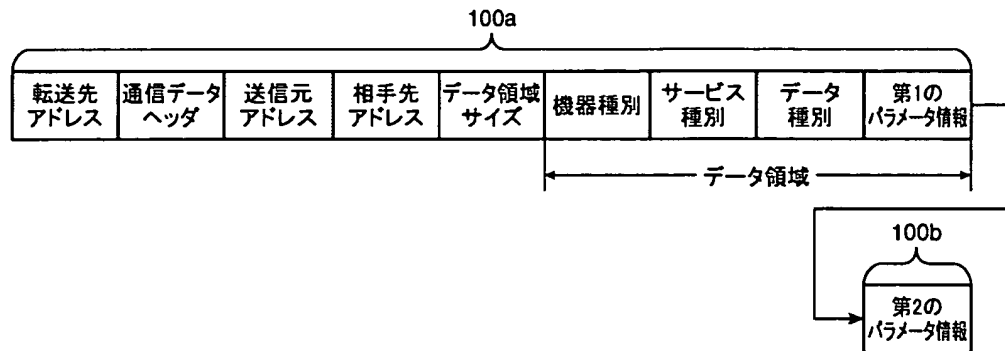 100a
転送先
アドレス
通信データ
ヘッダ
送信元
アドレス
相手先
アドレス
データ領域
サイズ
機器種別
サービス
種別
データ
種別
第1の
パラメータ情報
データ領域
100b
第2の
パラメータ情報